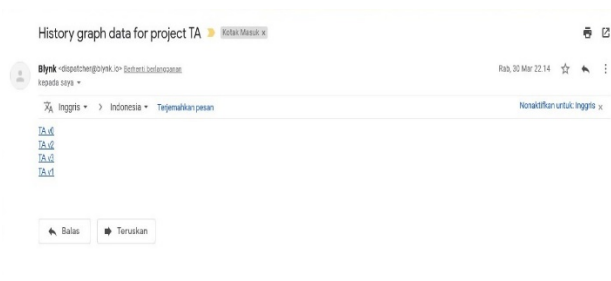 History graph data for project TA Kotak Masuk x
Blynk <dispatcher@blynk.io> Berhenti berlangganan
Rab, 30 Mar 22.14
kepada saya
Inggris > Indonesia Terjemahkan pesan
Nonaktifkan untuk: Inggris x
TA v0
TA v2
TA v3
TA v1
Balas Teruskan